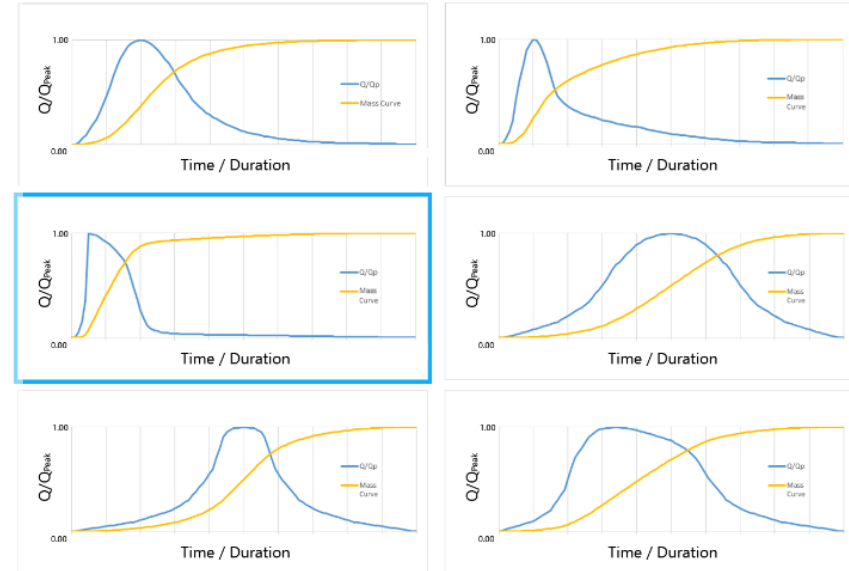 Q/QPeak
1.00
0.00
Q/Qp
Mass Curve
Time / Duration
Q/QPeak
1.00
0.00
Q/Qp
Mass
Curve
Time / Duration
Q/QPeak
1.00
0.00
Q/Qp
Mass
Curve
Time / Duration
Q/QPeak
1.00
0.00
Q/Qp
Mass
Curve
Time / Duration
Q/QPeak
1.00
0.00
Q/Qp
Mass
Curve
Time / Duration
Q/QPeak
1.00
0.00
Q/Qp
Mass
Curve
Time / Duration